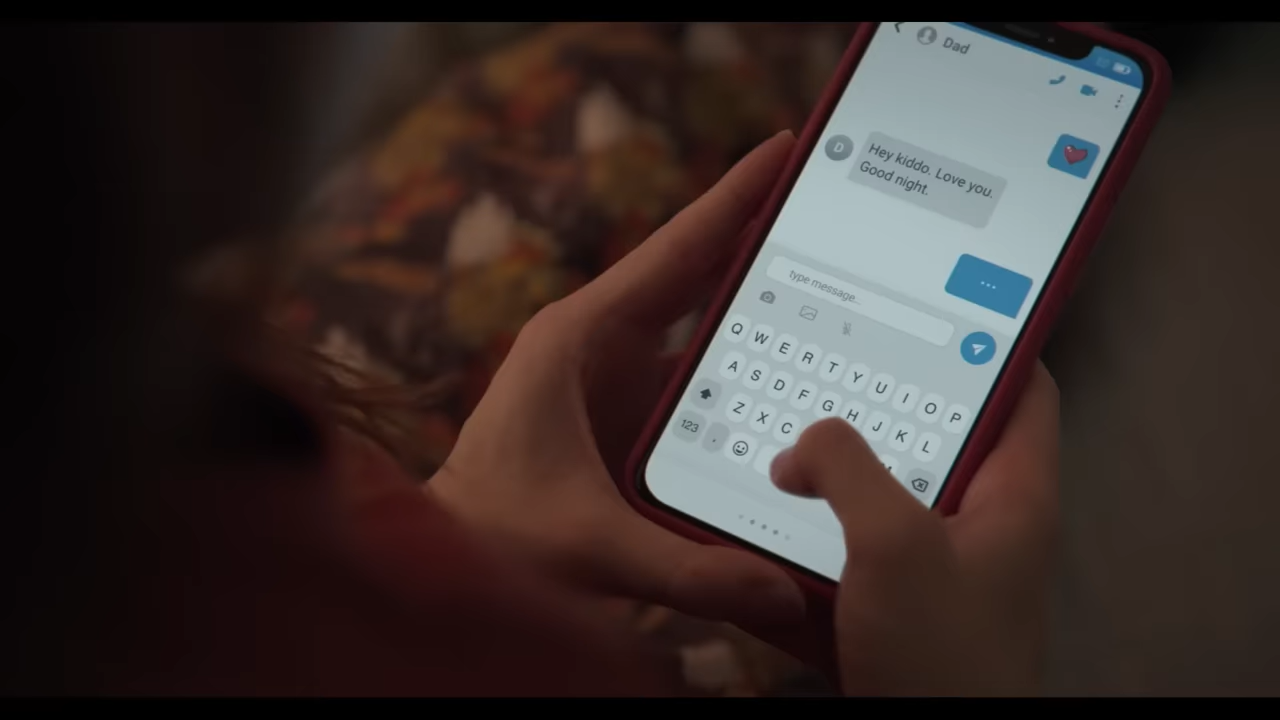 Dad
D
Hey kiddo. Love you.
Good night.
...
type message...
Q W E R T Y U I O P
A S D F G H J K L
Z X C
123 ,